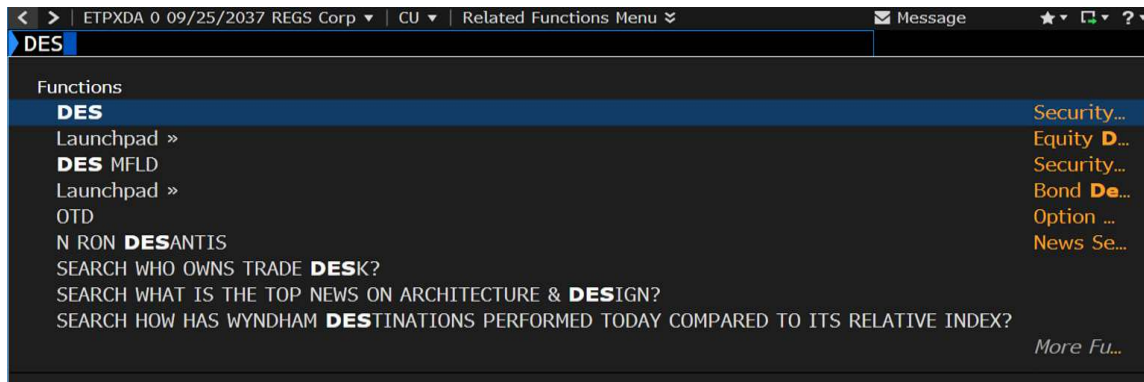 < > ETPXDA 0 09/25/2037 REGS Corp ▾ CU ▾ Related Functions Menu Message ?
DES
Functions
DES Security...
Launchpad » Equity D...
DES MFLD Security...
Launchpad » Bond De...
OTD Option ...
N RON DESANTIS News Se...
SEARCH WHO OWNS TRADE DESK?
SEARCH WHAT IS THE TOP NEWS ON ARCHITECTURE & DESIGN?
SEARCH HOW HAS WYNDHAM DESTINATIONS PERFORMED TODAY COMPARED TO ITS RELATIVE INDEX?
More Fu...